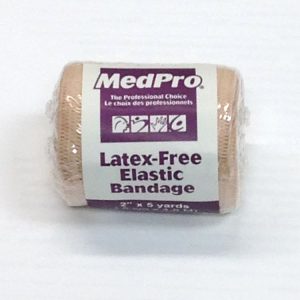 MedPro®
The Professional Choice
Le choix des professionnels
Latex-Free
Elastic
Bandage
2" x 5 yards